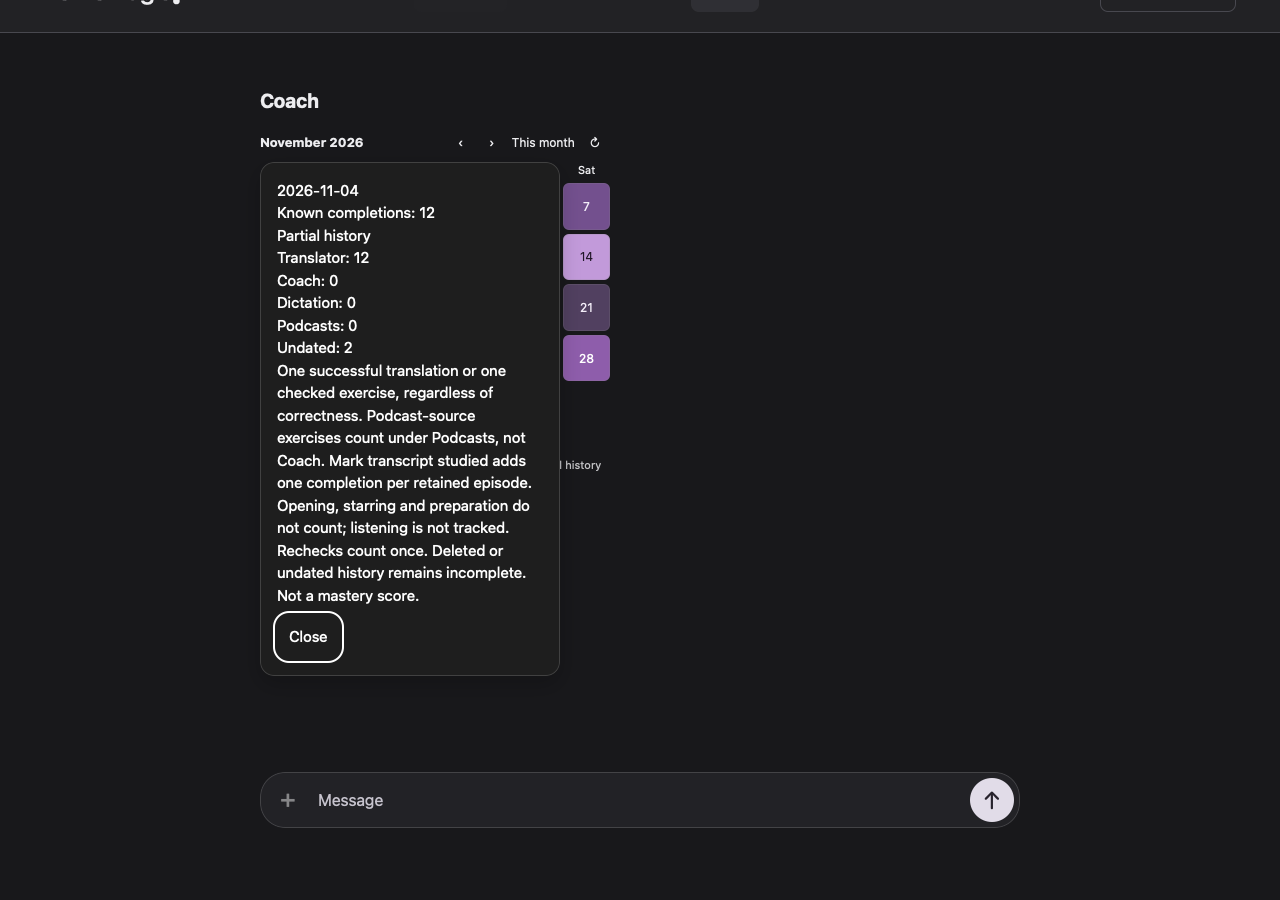 Coach
November 2026 ‹ › This month ↻
Sat
2026-11-04
Known completions: 12
Partial history
Translator: 12
Coach: 0
Dictation: 0
Podcasts: 0
Undated: 2
One successful translation or one
checked exercise, regardless of
correctness. Podcast-source
exercises count under Podcasts, not
Coach. Mark transcript studied adds
one completion per retained episode.
Opening, starring and preparation do
not count; listening is not tracked.
Rechecks count once. Deleted or
undated history remains incomplete.
Not a mastery score.
Close
7
14
21
28
history
Message